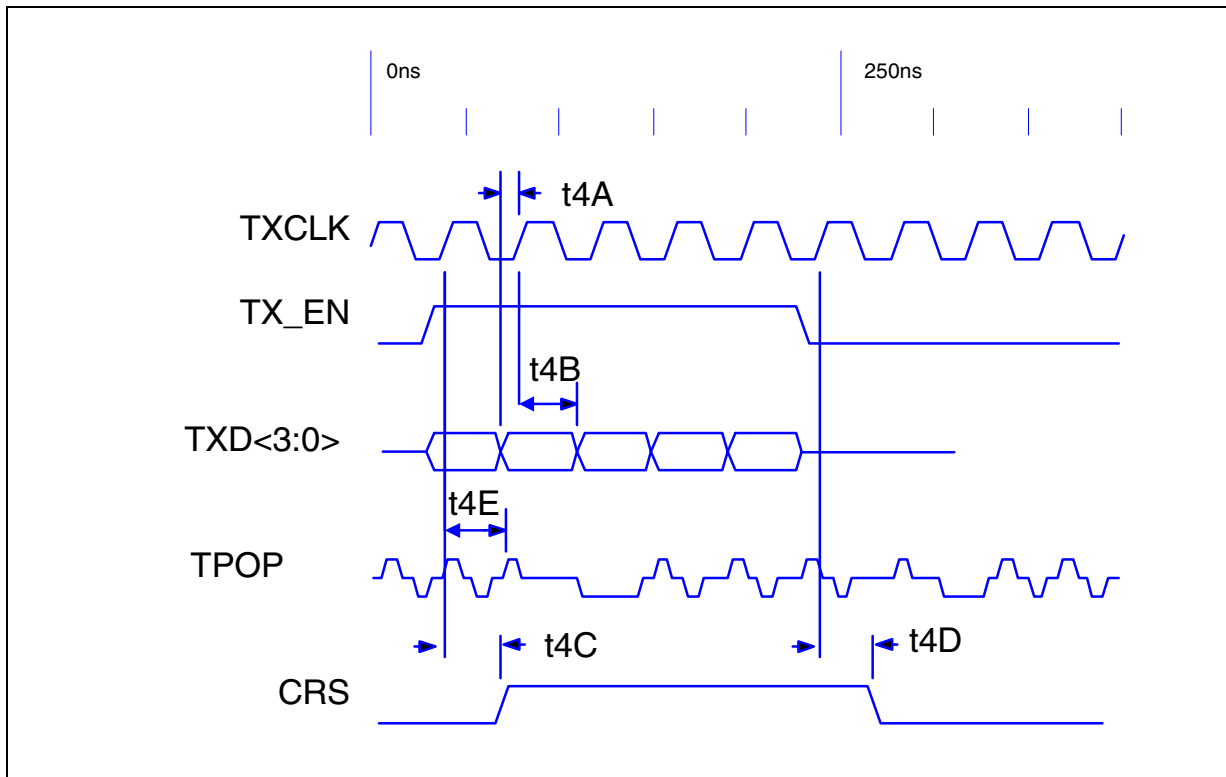 0ns 250ns
t4A
TXCLK
TX_EN
t4B
TXD<3:0>
t4E
TPOP
t4C t4D
CRS